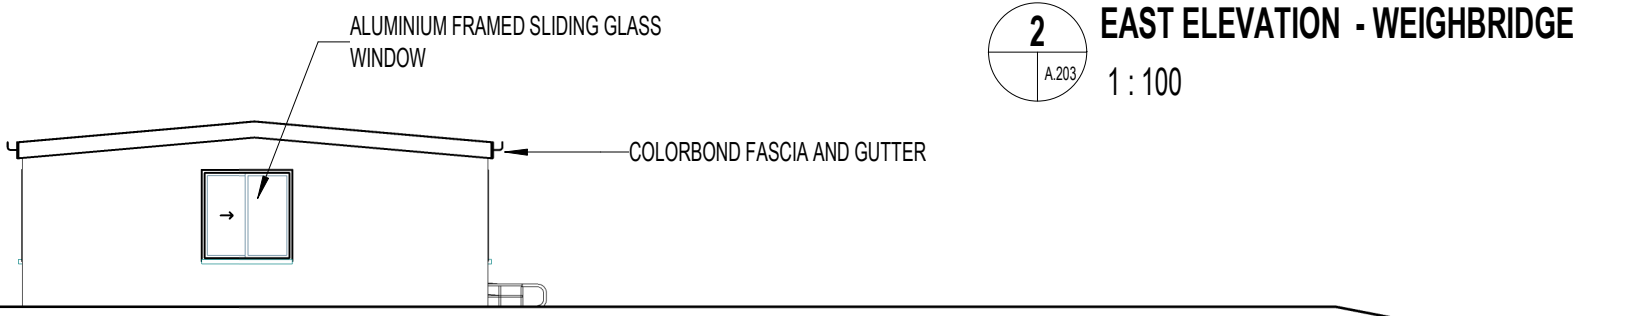 ALUMINIUM FRAMED SLIDING GLASS
WINDOW
COLORBOND FASCIA AND GUTTER
2
A.203
EAST ELEVATION - WEIGHBRIDGE
1 : 100